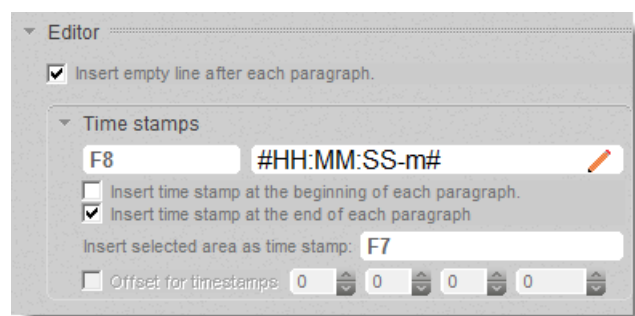 Editor
Insert empty line after each paragraph.
Time stamps
F8 #HH:MM:SS-m#
Insert time stamp at the beginning of each paragraph.
Insert time stamp at the end of each paragraph
Insert selected area as time stamp: F7
Offset for timestamps 0 0 0 0